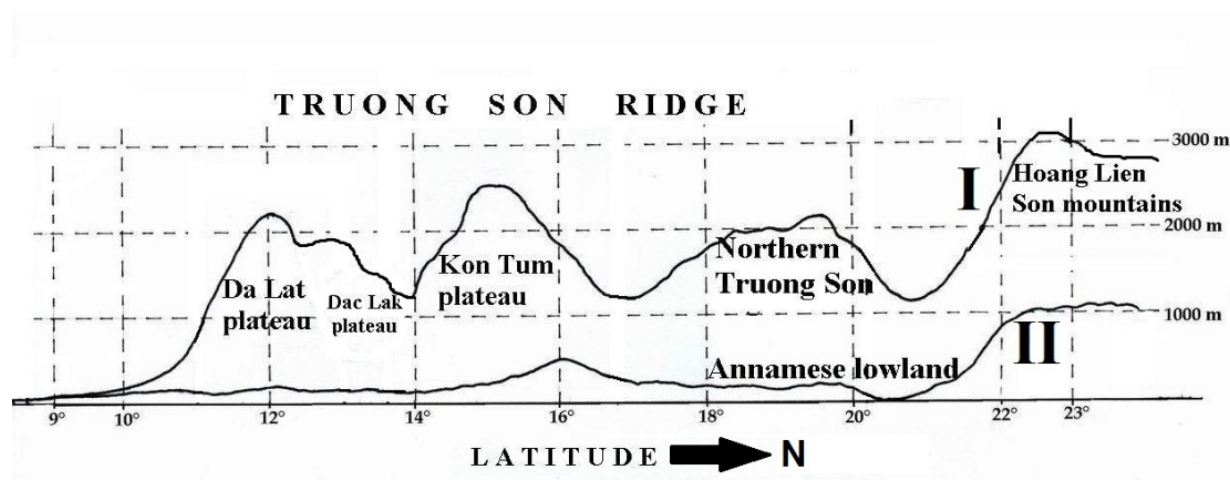 TRUONG SON RIDGE
3000 m
I
Hoang Lien
Son mountains
2000 m
Northern
Truong Son
Kon Tum
plateau
Da Lat
plateau
Dac Lak
plateau
1000 m
II
Annamese lowland
9° 10° 12° 14° 16° 18° 20° 22° 23°
LATITUDE N